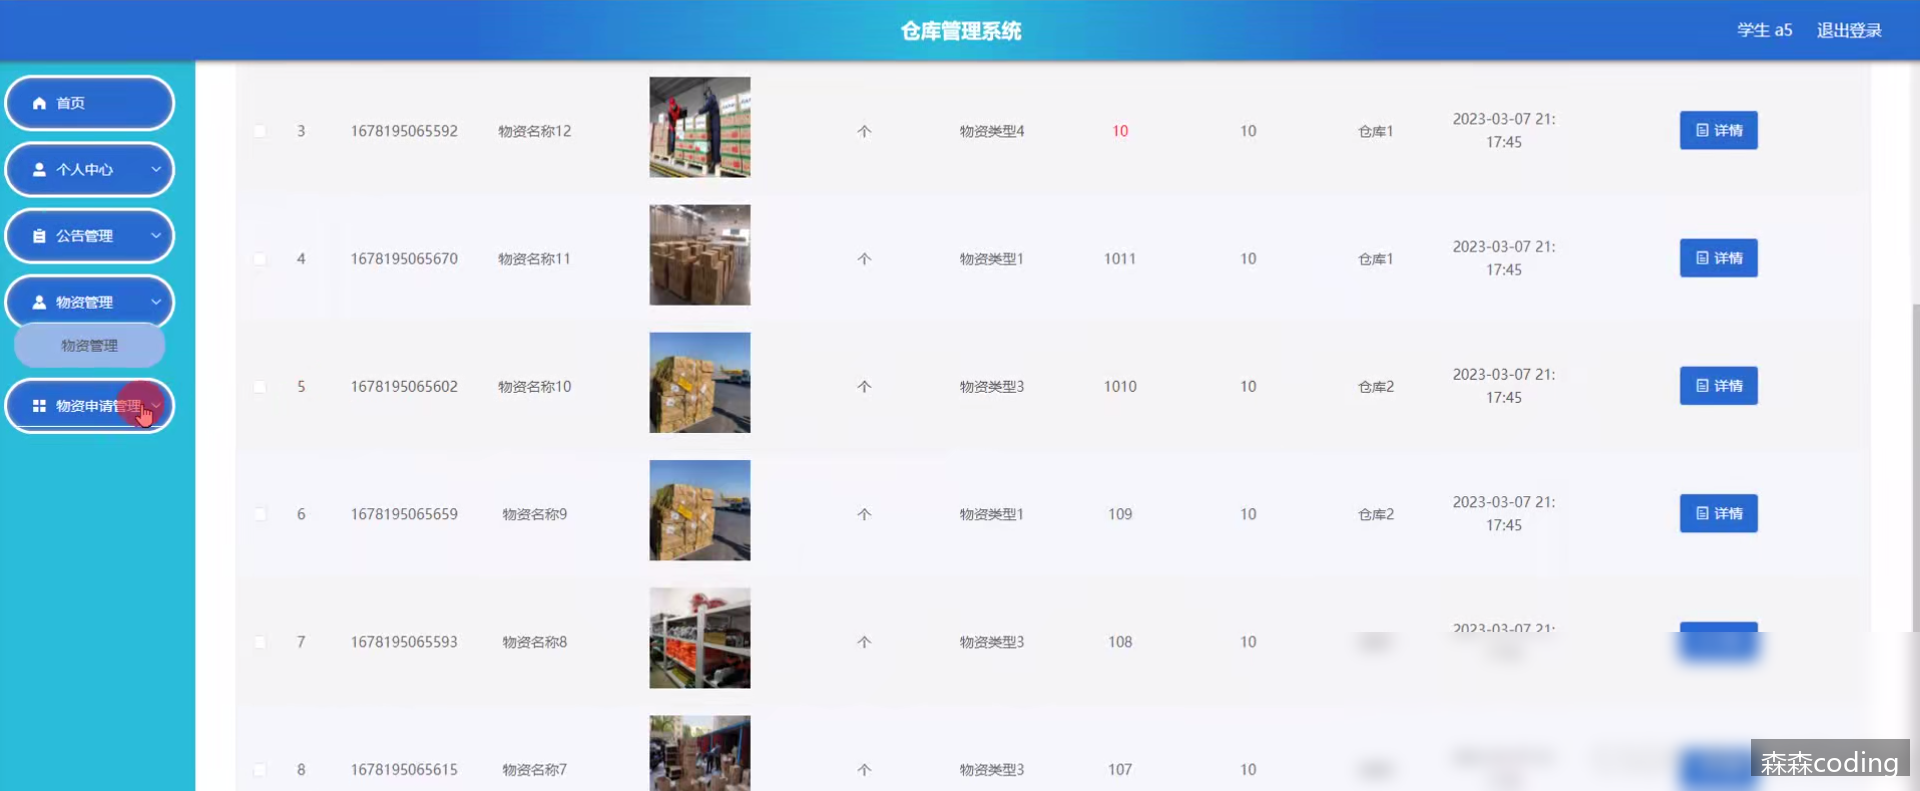 仓库管理系统
学生 a5 退出登录
首页
个人中心
公告管理
物资管理
物资管理
物资申请管理
3 1678195065592 物资名称12 个 物资类型4 10 10 仓库1 2023-03-07 21:
17:45
详情
4 1678195065670 物资名称11 个 物资类型1 1011 10 仓库1 2023-03-07 21:
17:45
详情
5 1678195065602 物资名称10 个 物资类型3 1010 10 仓库2 2023-03-07 21:
17:45
详情
6 1678195065659 物资名称9 个 物资类型1 109 10 仓库2 2023-03-07 21:
17:45
详情
7 1678195065593 物资名称8 个 物资类型3 108 10 2023-03-07 21:
8 1678195065615 物资名称7 个 物资类型3 107 10
森森coding